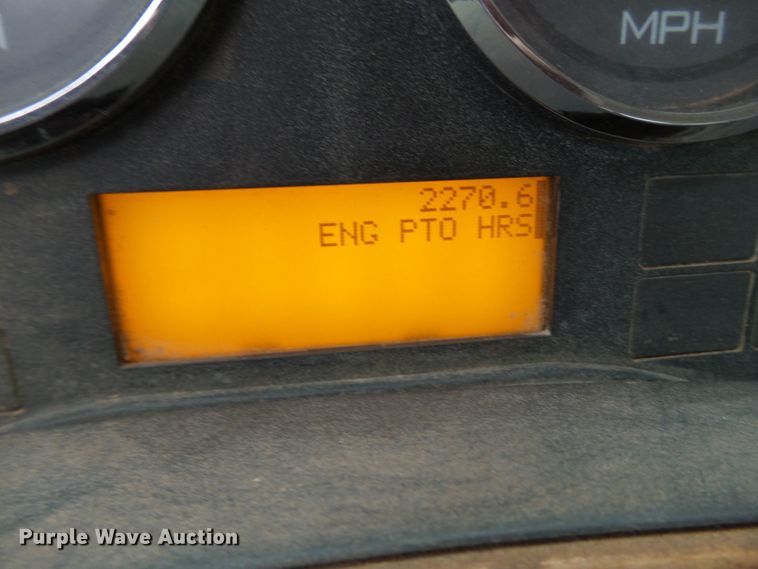 MPH
2270.6
ENG PTO HRS
Purple Wave Auction